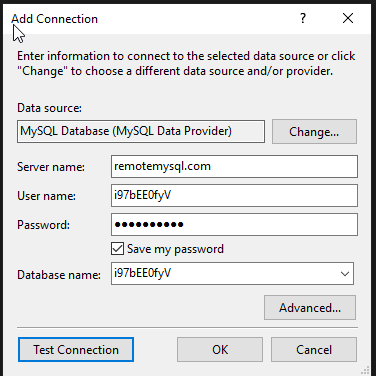 Add Connection
?
Enter information to connect to the selected data source or click
"Change" to choose a different data source and/or provider.
Data source:
MySQL Database (MySQL Data Provider)
Change...
Server name:
remotemysql.com
User name:
i97bEE0fyV
Password:
●●●●●●●●●●
Save my password
Database name:
i97bEE0fyV
Advanced...
Test Connection
OK
Cancel